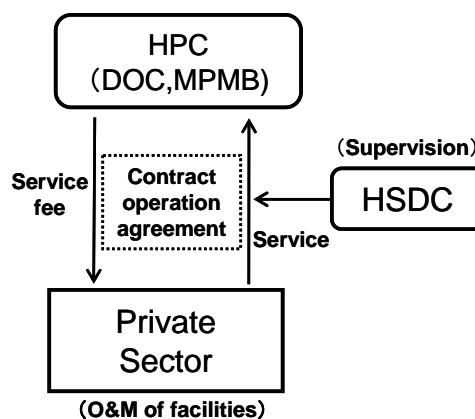 HPC
(DOC,MPMB)
(Supervision)
HSDC
Service
fee
Contract
operation
agreement
Service
Private
Sector
(O&M of facilities)